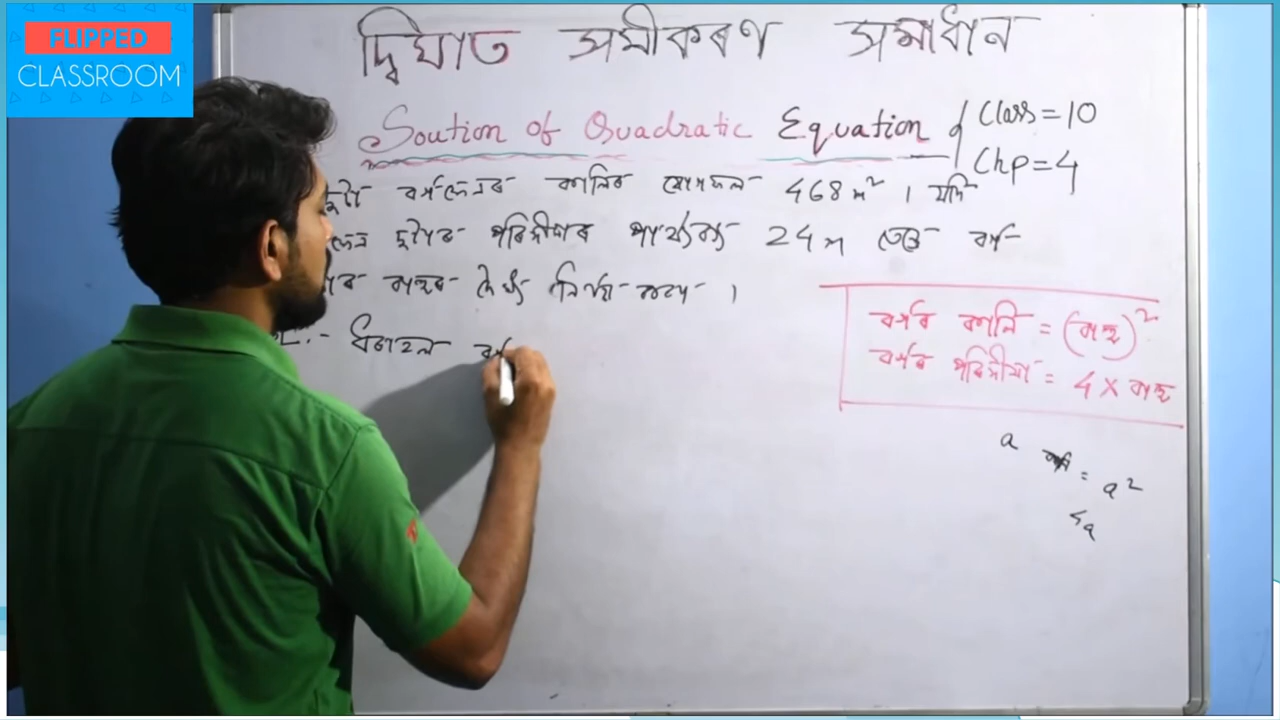 FLIPPED
CLASSROOM
দ্বিঘাত সমীকৰণ সমাধান
Soution of Quadratic Equation
Class = 10
Chp = 4
দুটা বৰ্গক্ষেত্ৰৰ কালিৰ যোগফল 468 m² । যদি
ক্ষেত্ৰ দুটাৰ পৰিসীমাৰ পাৰ্থক্য 24 m তেন্তে বৰ্গ
বাহুৰ দৈৰ্ঘ্য নিৰ্ণয় কৰা ।
:- ধৰাহল বৰ্গ
বৰ্গৰ কালি = (বাহু)²
বৰ্গৰ পৰিসীমা = 4 × বাহু
a
= a²
4a